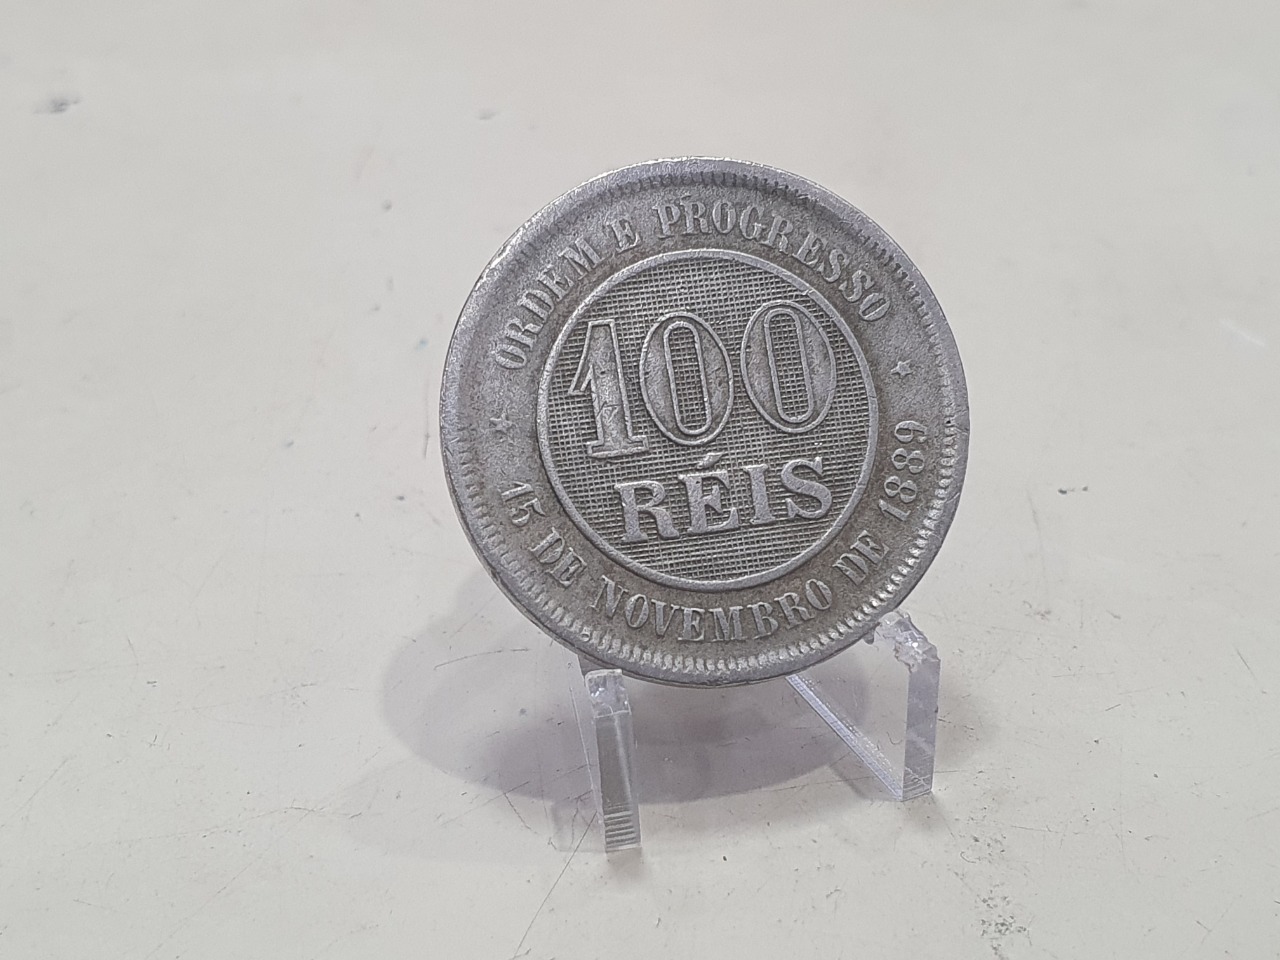 ORDEM E PROGRESSO
100
RÉIS
15 DE NOVEMBRO DE 1889